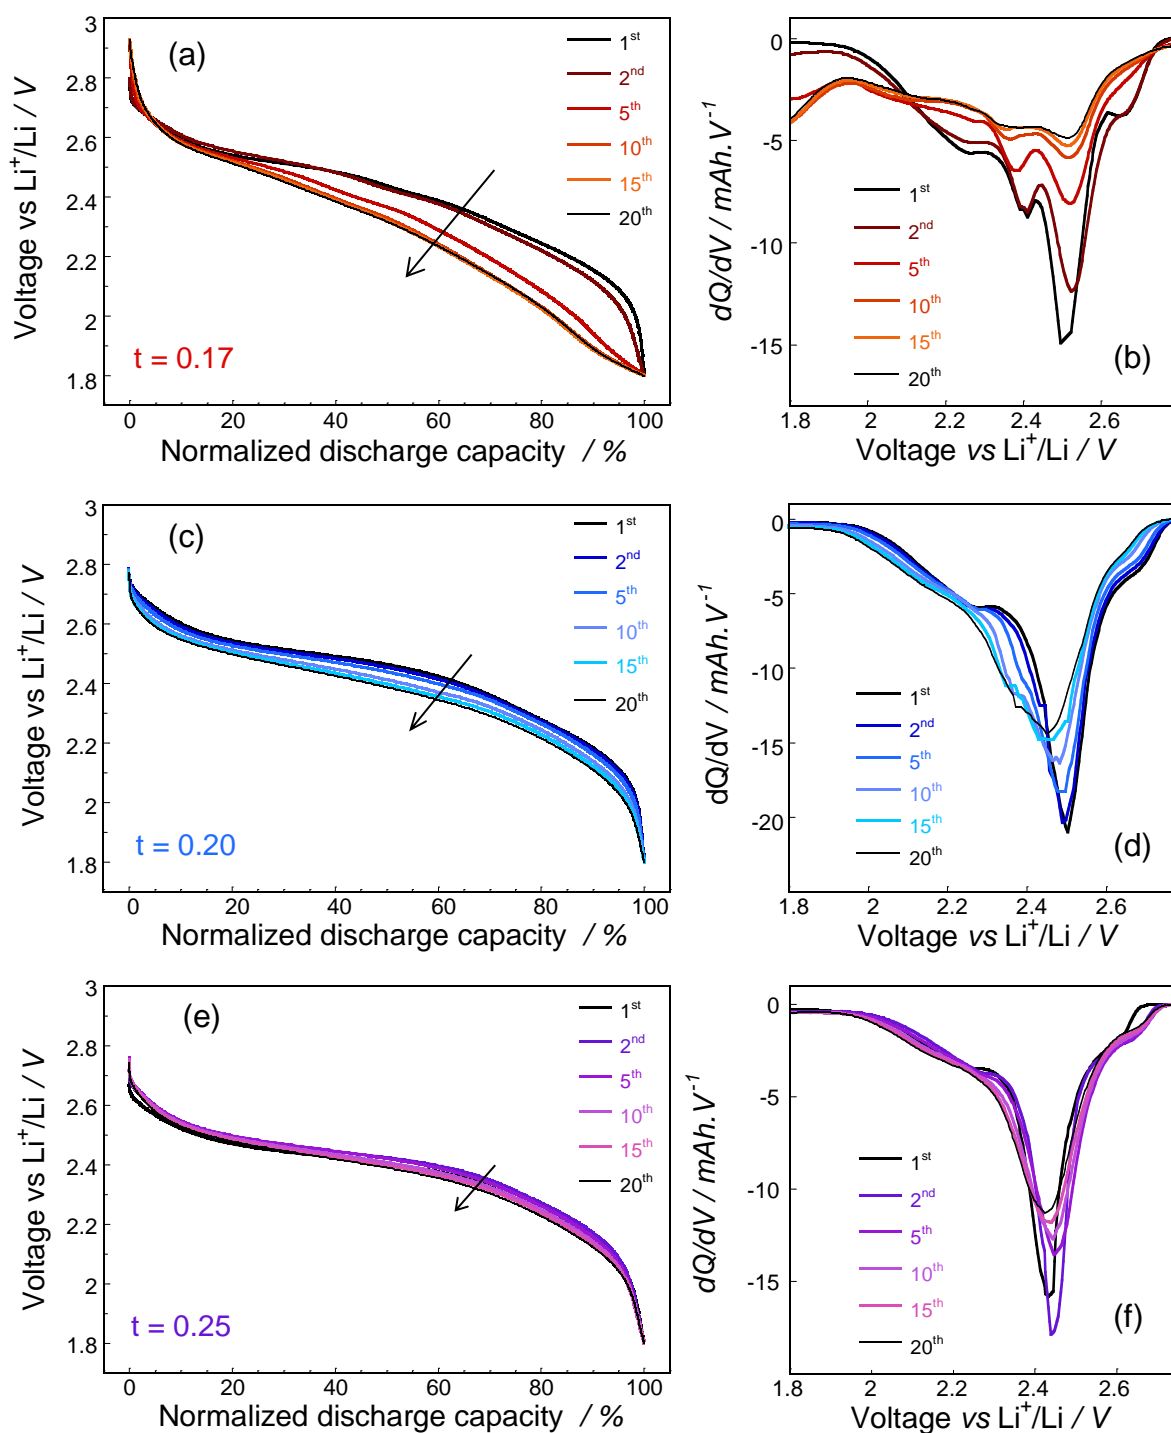 (a)
Voltage vs Li⁺/Li / V
3
2.8
2.6
2.4
2.2
2
1.8
1st
2nd
5th
10th
15th
20th
t = 0.17
0 20 40 60 80 100
Normalized discharge capacity / %
(b)
dQ/dV / mAh.V⁻¹
0
-5
-10
-15
1st
2nd
5th
10th
15th
20th
1.8 2 2.2 2.4 2.6
Voltage vs Li⁺/Li / V
(c)
Voltage vs Li⁺/Li / V
3
2.8
2.6
2.4
2.2
2
1.8
1st
2nd
5th
10th
15th
20th
t = 0.20
0 20 40 60 80 100
Normalized discharge capacity / %
(d)
dQ/dV / mAh.V⁻¹
0
-5
-10
-15
-20
1st
2nd
5th
10th
15th
20th
1.8 2 2.2 2.4 2.6
Voltage vs Li⁺/Li / V
(e)
Voltage vs Li⁺/Li / V
3
2.8
2.6
2.4
2.2
2
1.8
1st
2nd
5th
10th
15th
20th
t = 0.25
0 20 40 60 80 100
Normalized discharge capacity / %
(f)
dQ/dV / mAh.V⁻¹
0
-5
-10
-15
1st
2nd
5th
10th
15th
20th
1.8 2 2.2 2.4 2.6
Voltage vs Li⁺/Li / V